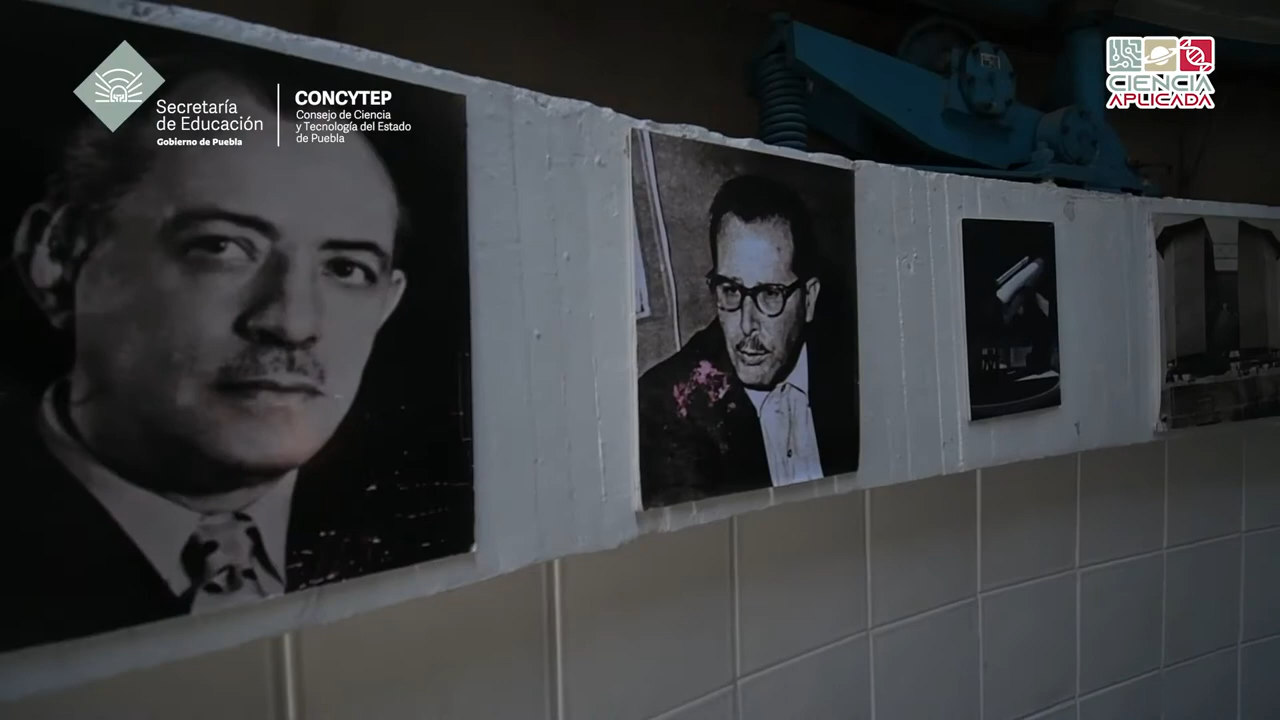 Secretaría
de Educación
Gobierno de Puebla
CONCYTEP
Consejo de Ciencia
y Tecnología del Estado
de Puebla
CIENCIA
APLICADA